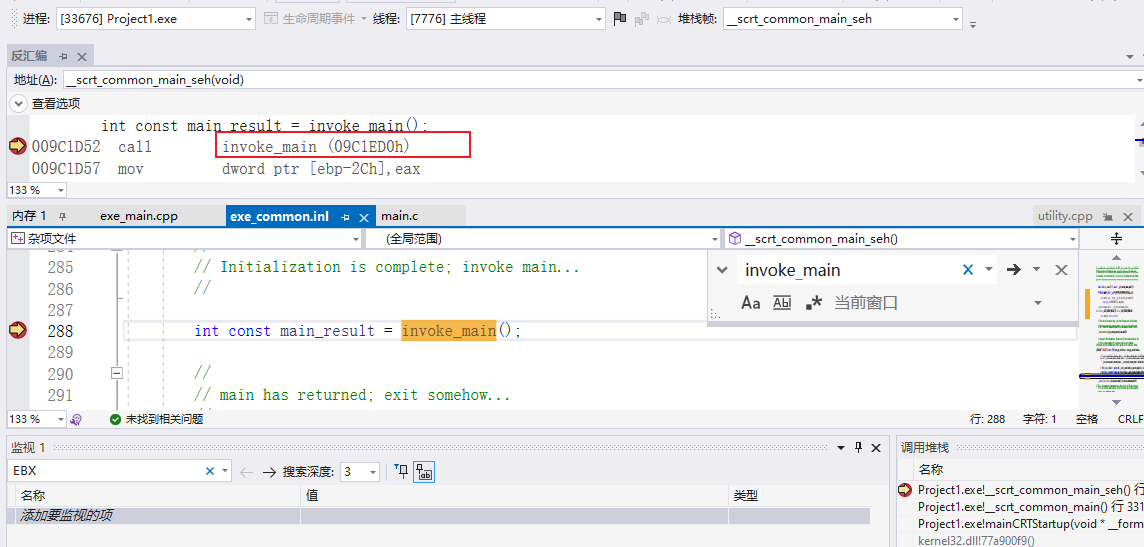 进程: [33676] Project1.exe 生命周期事件 线程: [7776] 主线程 堆栈帧: __scrt_common_main_seh
反汇编
地址(A): __scrt_common_main_seh(void)
查看选项
int const main_result = invoke_main();
009C1D52 call invoke_main (09C1ED0h)
009C1D57 mov dword ptr [ebp-2Ch],eax
133 %
内存 1 exe_main.cpp exe_common.inl main.c utility.cpp
杂项文件 (全局范围) __scrt_common_main_seh()
invoke_main
Aa Ab .* 当前窗口
285 // Initialization is complete; invoke main...
286 //
287
288 int const main_result = invoke_main();
289
290 //
291 // main has returned; exit somehow...
133 % 未找到相关问题 行: 288 字符: 1 空格 CRLF
监视 1
EBX 搜索深度: 3
名称 值 类型
添加要监视的项
调用堆栈
名称
Project1.exe!__scrt_common_main_seh() 行
Project1.exe!__scrt_common_main() 行 331
Project1.exe!mainCRTStartup(void * __form
kernel32.dll!77a900f9()